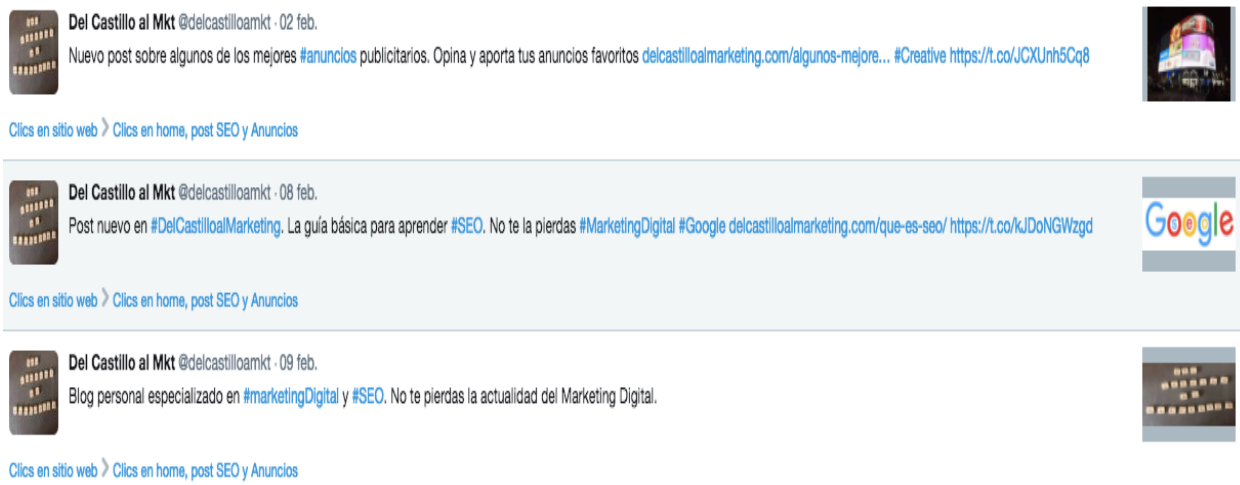 Del Castillo al Mkt @delcastilloamkt · 02 feb.
Nuevo post sobre algunos de los mejores #anuncios publicitarios. Opina y aporta tus anuncios favoritos delcastilloalmarketing.com/algunos-mejore... #Creative https://t.co/JCXUnh5Cq8
Clics en sitio web > Clics en home, post SEO y Anuncios
Del Castillo al Mkt @delcastilloamkt · 08 feb.
Post nuevo en #DelCastilloalMarketing. La guía básica para aprender #SEO. No te la pierdas #MarketingDigital #Google delcastilloalmarketing.com/que-es-seo/ https://t.co/kJDoNGWzgd
Google
Clics en sitio web > Clics en home, post SEO y Anuncios
Del Castillo al Mkt @delcastilloamkt · 09 feb.
Blog personal especializado en #marketingDigital y #SEO. No te pierdas la actualidad del Marketing Digital.
Clics en sitio web > Clics en home, post SEO y Anuncios